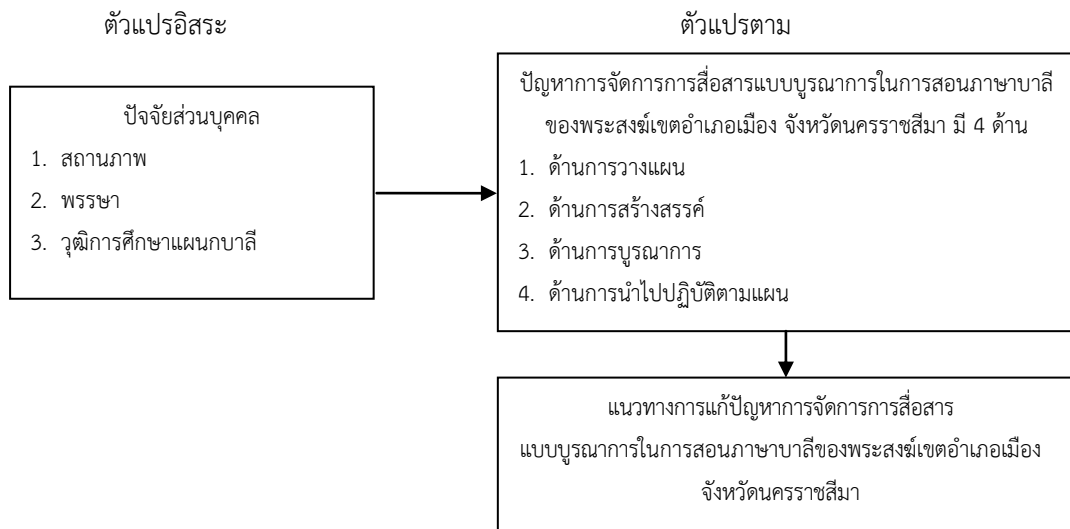 ตัวแปรอิสระ
ปัจจัยส่วนบุคคล
1. สถานภาพ
2. พรรษา
3. วุฒิการศึกษาแผนกบาลี
ตัวแปรตาม
ปัญหาการจัดการการสื่อสารแบบบูรณาการในการสอนภาษาบาลี
ของพระสงฆ์เขตอำเภอเมือง จังหวัดนครราชสีมา มี 4 ด้าน
1. ด้านการวางแผน
2. ด้านการสร้างสรรค์
3. ด้านการบูรณาการ
4. ด้านการนำไปปฏิบัติตามแผน
แนวทางการแก้ปัญหาการจัดการการสื่อสาร
แบบบูรณาการในการสอนภาษาบาลีของพระสงฆ์เขตอำเภอเมือง
จังหวัดนครราชสีมา